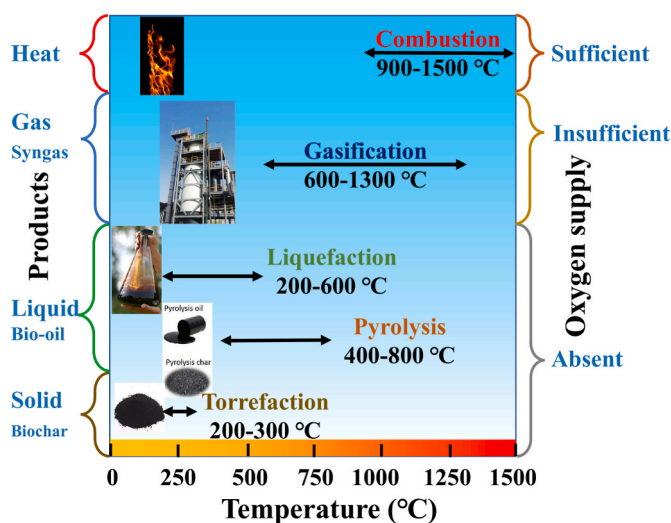 Heat
Combustion
900-1500 ℃
Sufficient
Gas
Syngas
Gasification
600-1300 ℃
Insufficient
Products
Oxygen supply
Liquefaction
200-600 ℃
Liquid
Bio-oil
Pyrolysis oil
Pyrolysis
400-800 ℃
Pyrolysis char
Absent
Solid
Biochar
Torrefaction
200-300 ℃
0 250 500 750 1000 1250 1500
Temperature (℃)